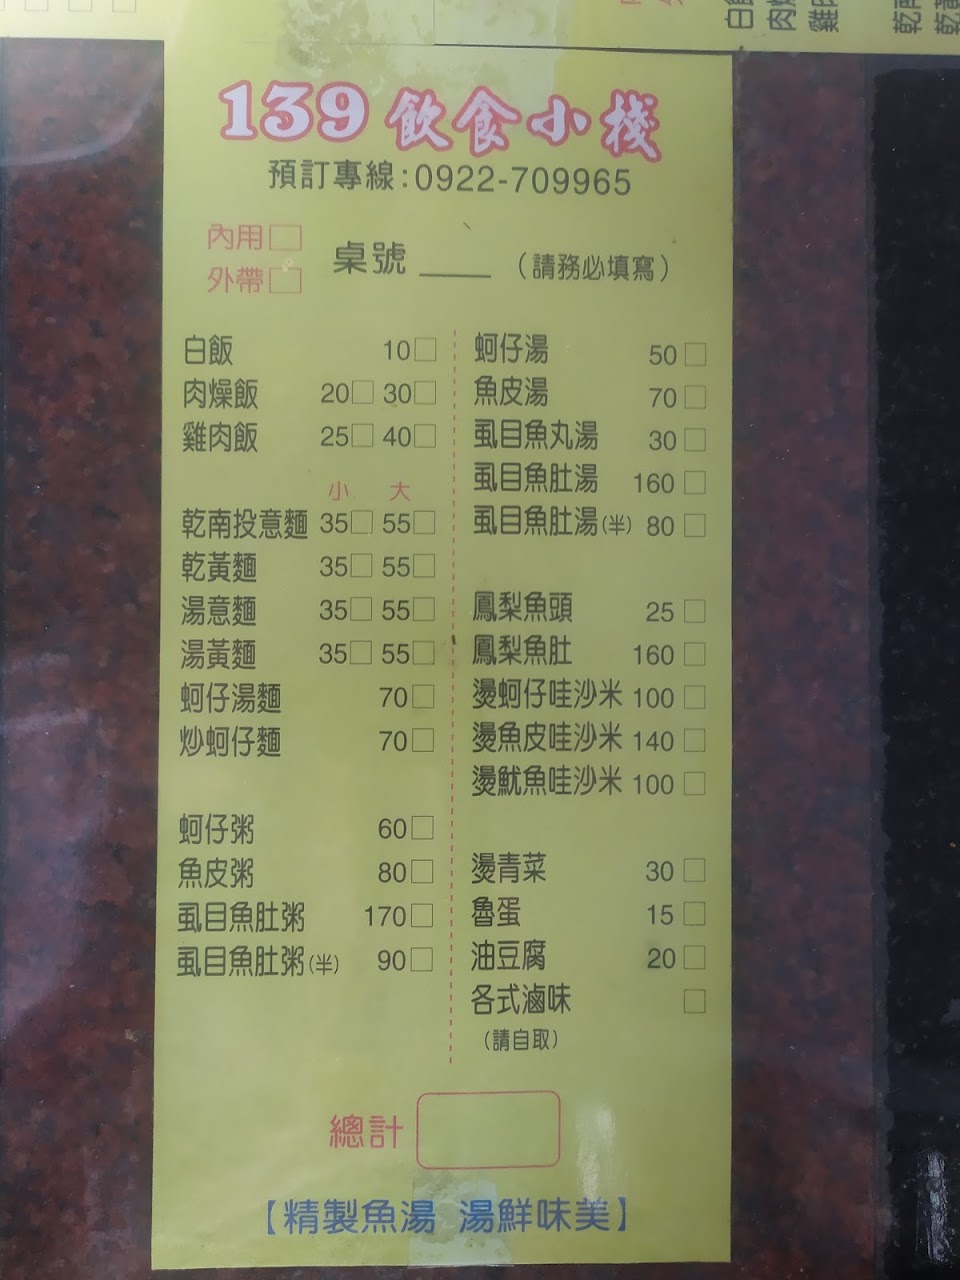 139 飲食小棧
預訂專線:0922-709965
內用□
外帶□
桌號____（請務必填寫）
白飯 10□
肉燥飯 20□ 30□
雞肉飯 25□ 40□
小 大
乾南投意麵 35□ 55□
乾黃麵 35□ 55□
湯意麵 35□ 55□
湯黃麵 35□ 55□
蚵仔湯麵 70□
炒蚵仔麵 70□
蚵仔粥 60□
魚皮粥 80□
虱目魚肚粥 170□
虱目魚肚粥(半) 90□
蚵仔湯 50□
魚皮湯 70□
虱目魚丸湯 30□
虱目魚肚湯 160□
虱目魚肚湯(半) 80□
鳳梨魚頭 25□
鳳梨魚肚 160□
燙蚵仔哇沙米 100□
燙魚皮哇沙米 140□
燙魷魚哇沙米 100□
燙青菜 30□
魯蛋 15□
油豆腐 20□
各式滷味 □
（請自取）
總計
【精製魚湯 湯鮮味美】